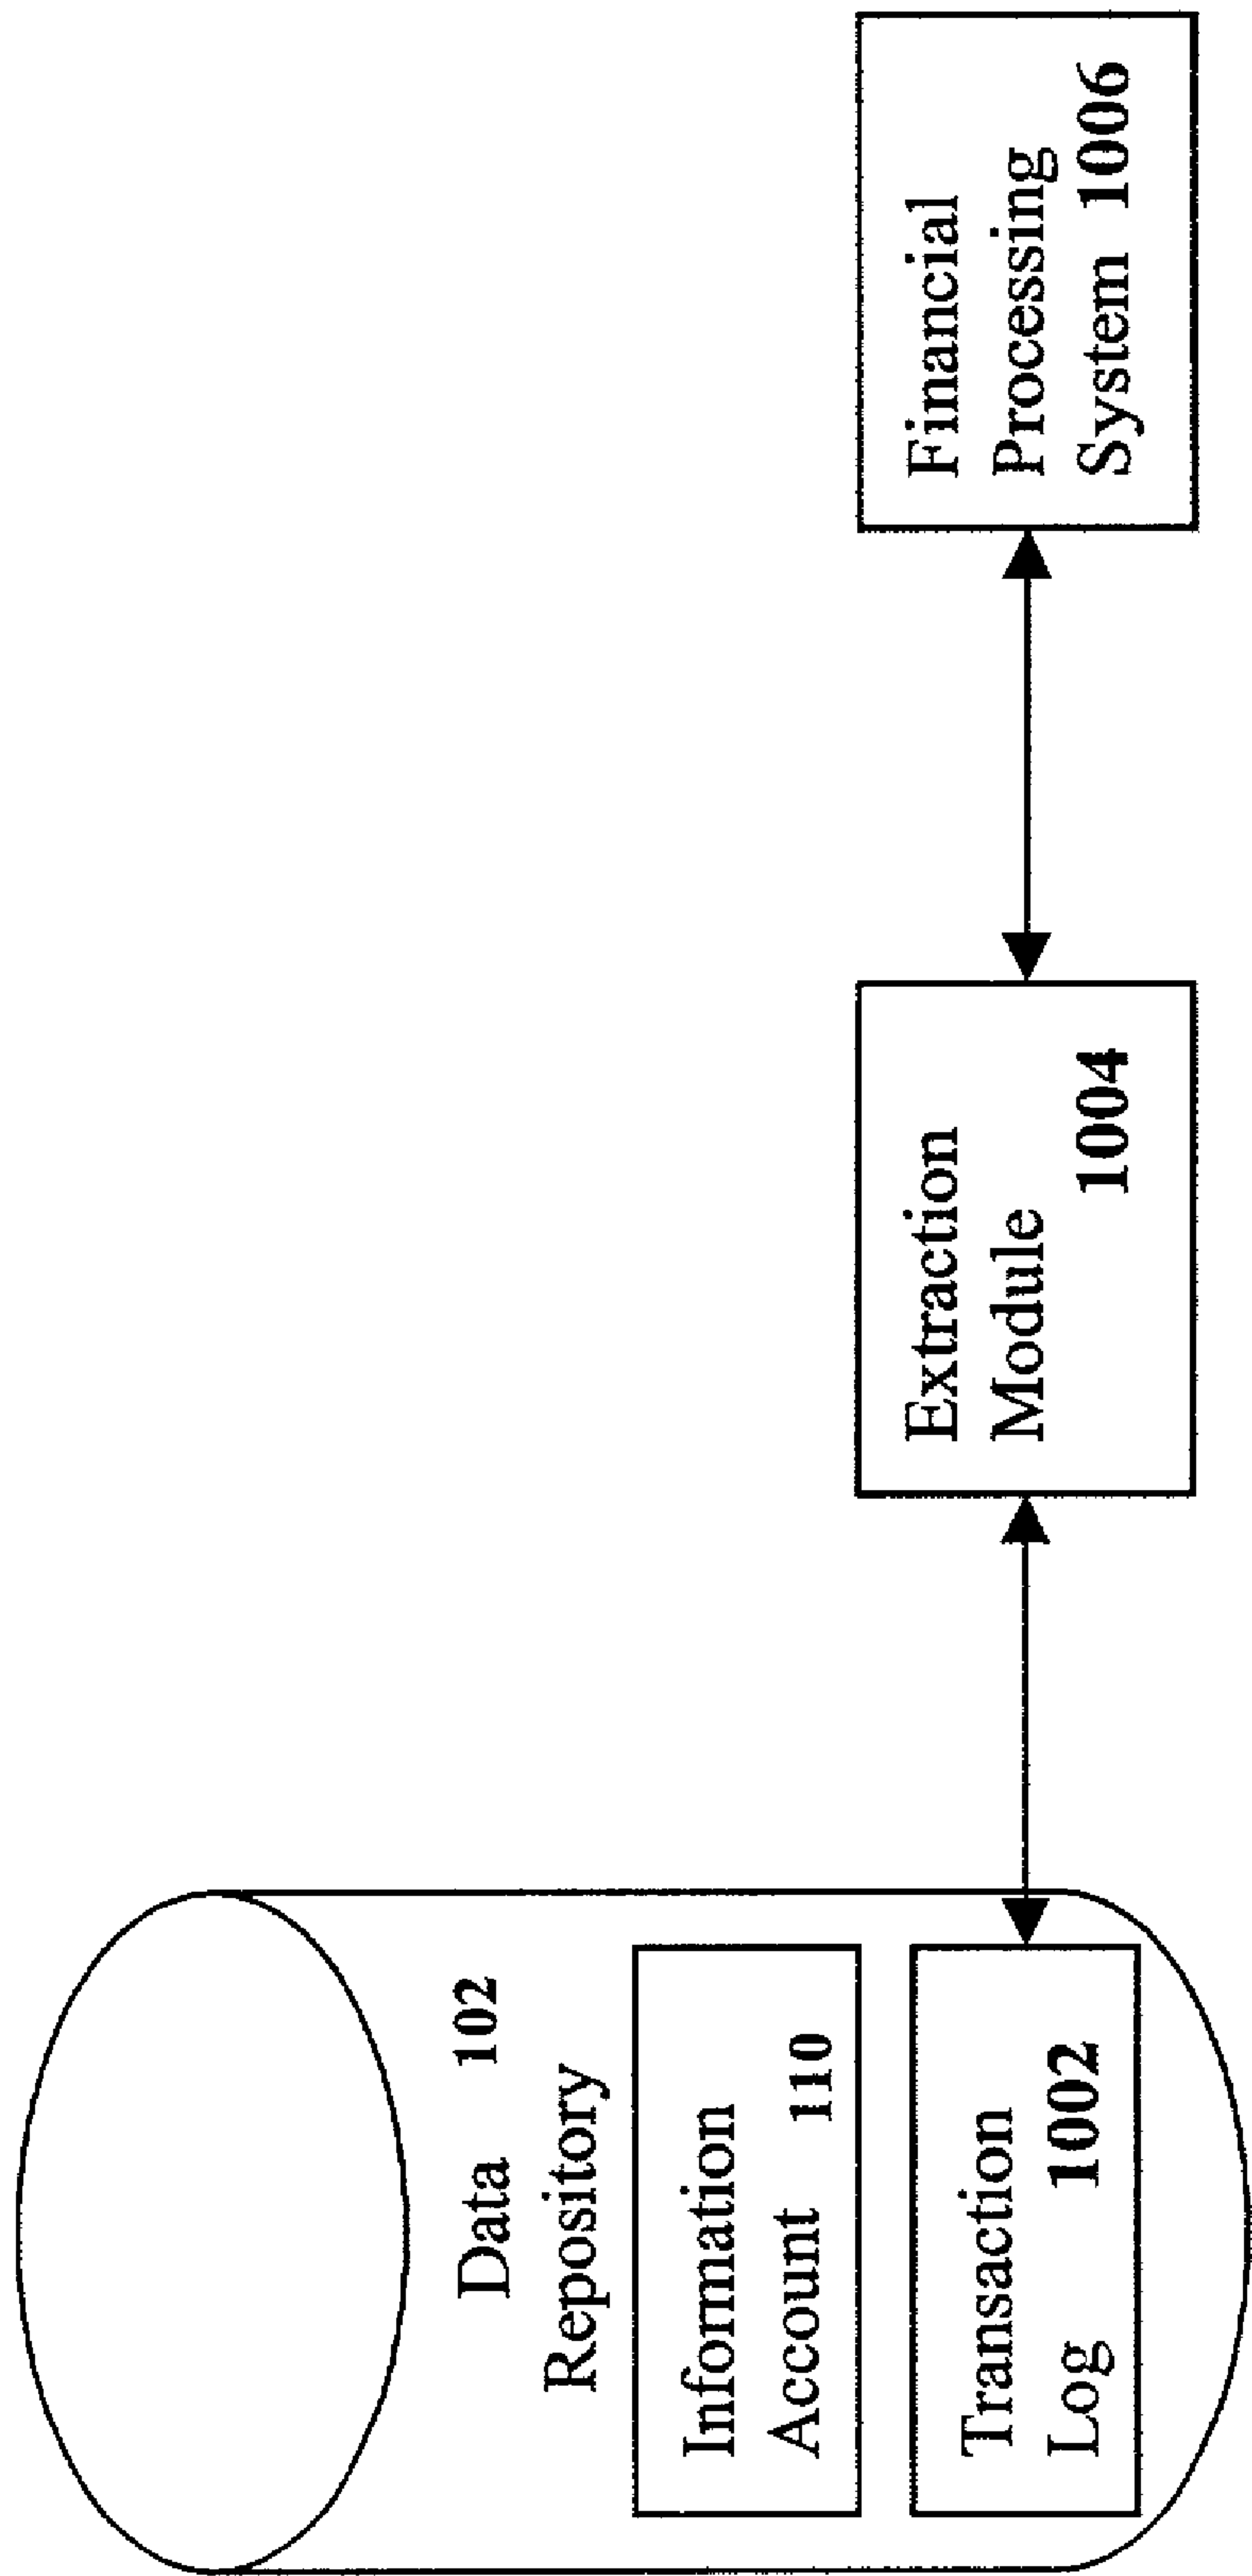 Data 102
Repository
Information
Account 110
Transaction
Log 1002
Extraction
Module
1004
Financial
Processing
System 1006